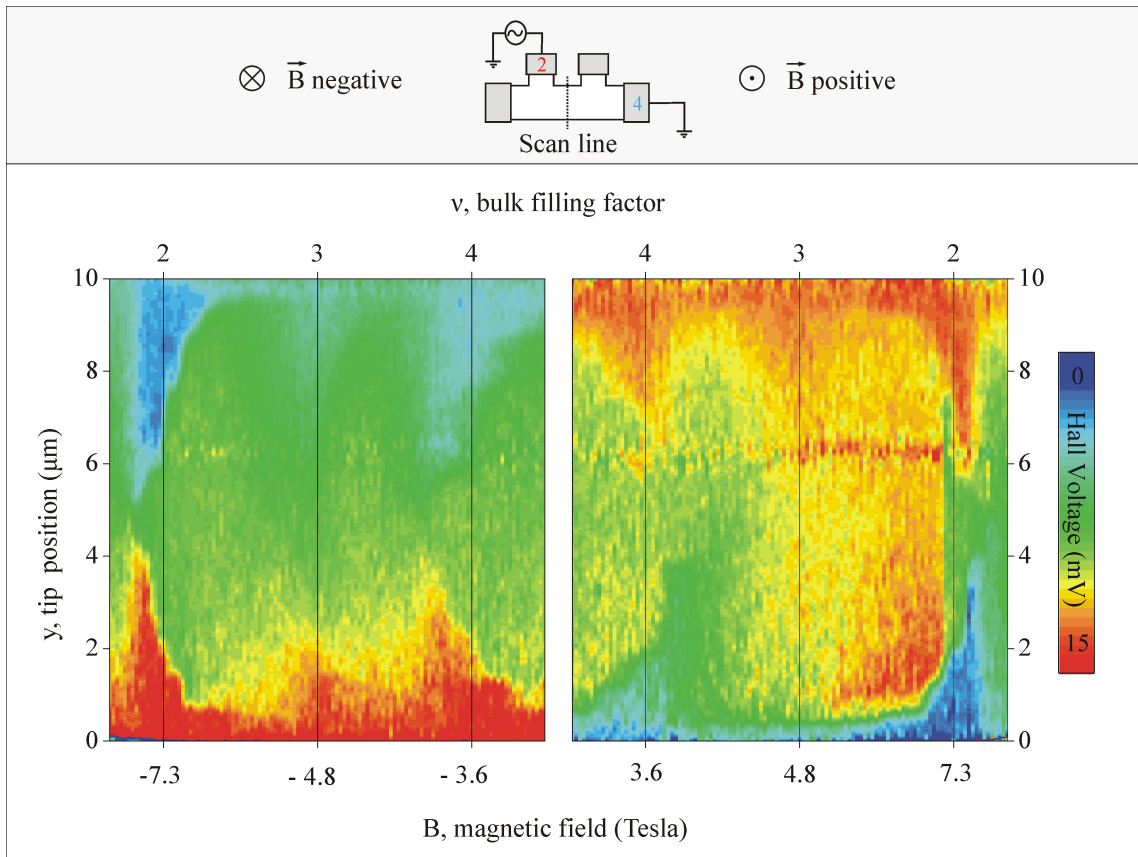 B negative
2
4
B positive
Scan line
ν, bulk filling factor
2 3 4 4 3 2
10 10
8 8
6 6
4 4
2 2
0 0
y, tip position (μm)
0 Hall Voltage (mV) 15
-7.3 - 4.8 - 3.6 3.6 4.8 7.3
B, magnetic field (Tesla)